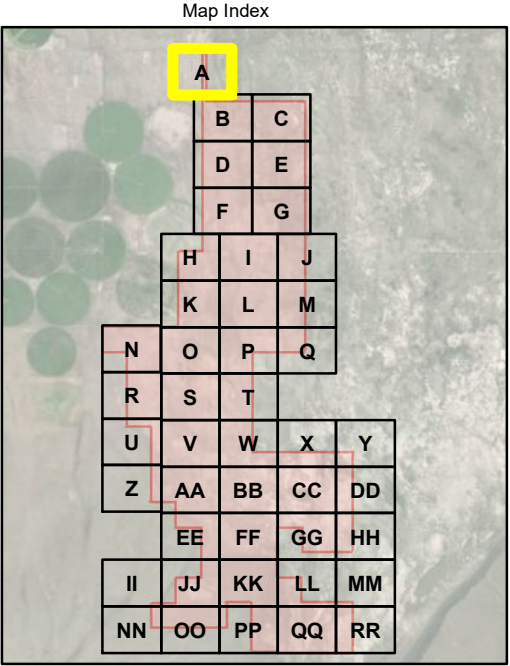 Map Index
A
B C
D E
F G
H I J
K L M
N O P Q
R S T
U V W X Y
Z AA BB CC DD
EE FF GG HH
II JJ KK LL MM
NN OO PP QQ RR